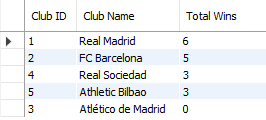 Club ID Club Name Total Wins
1 Real Madrid 6
2 FC Barcelona 5
4 Real Sociedad 3
5 Athletic Bilbao 3
3 Atlético de Madrid 0